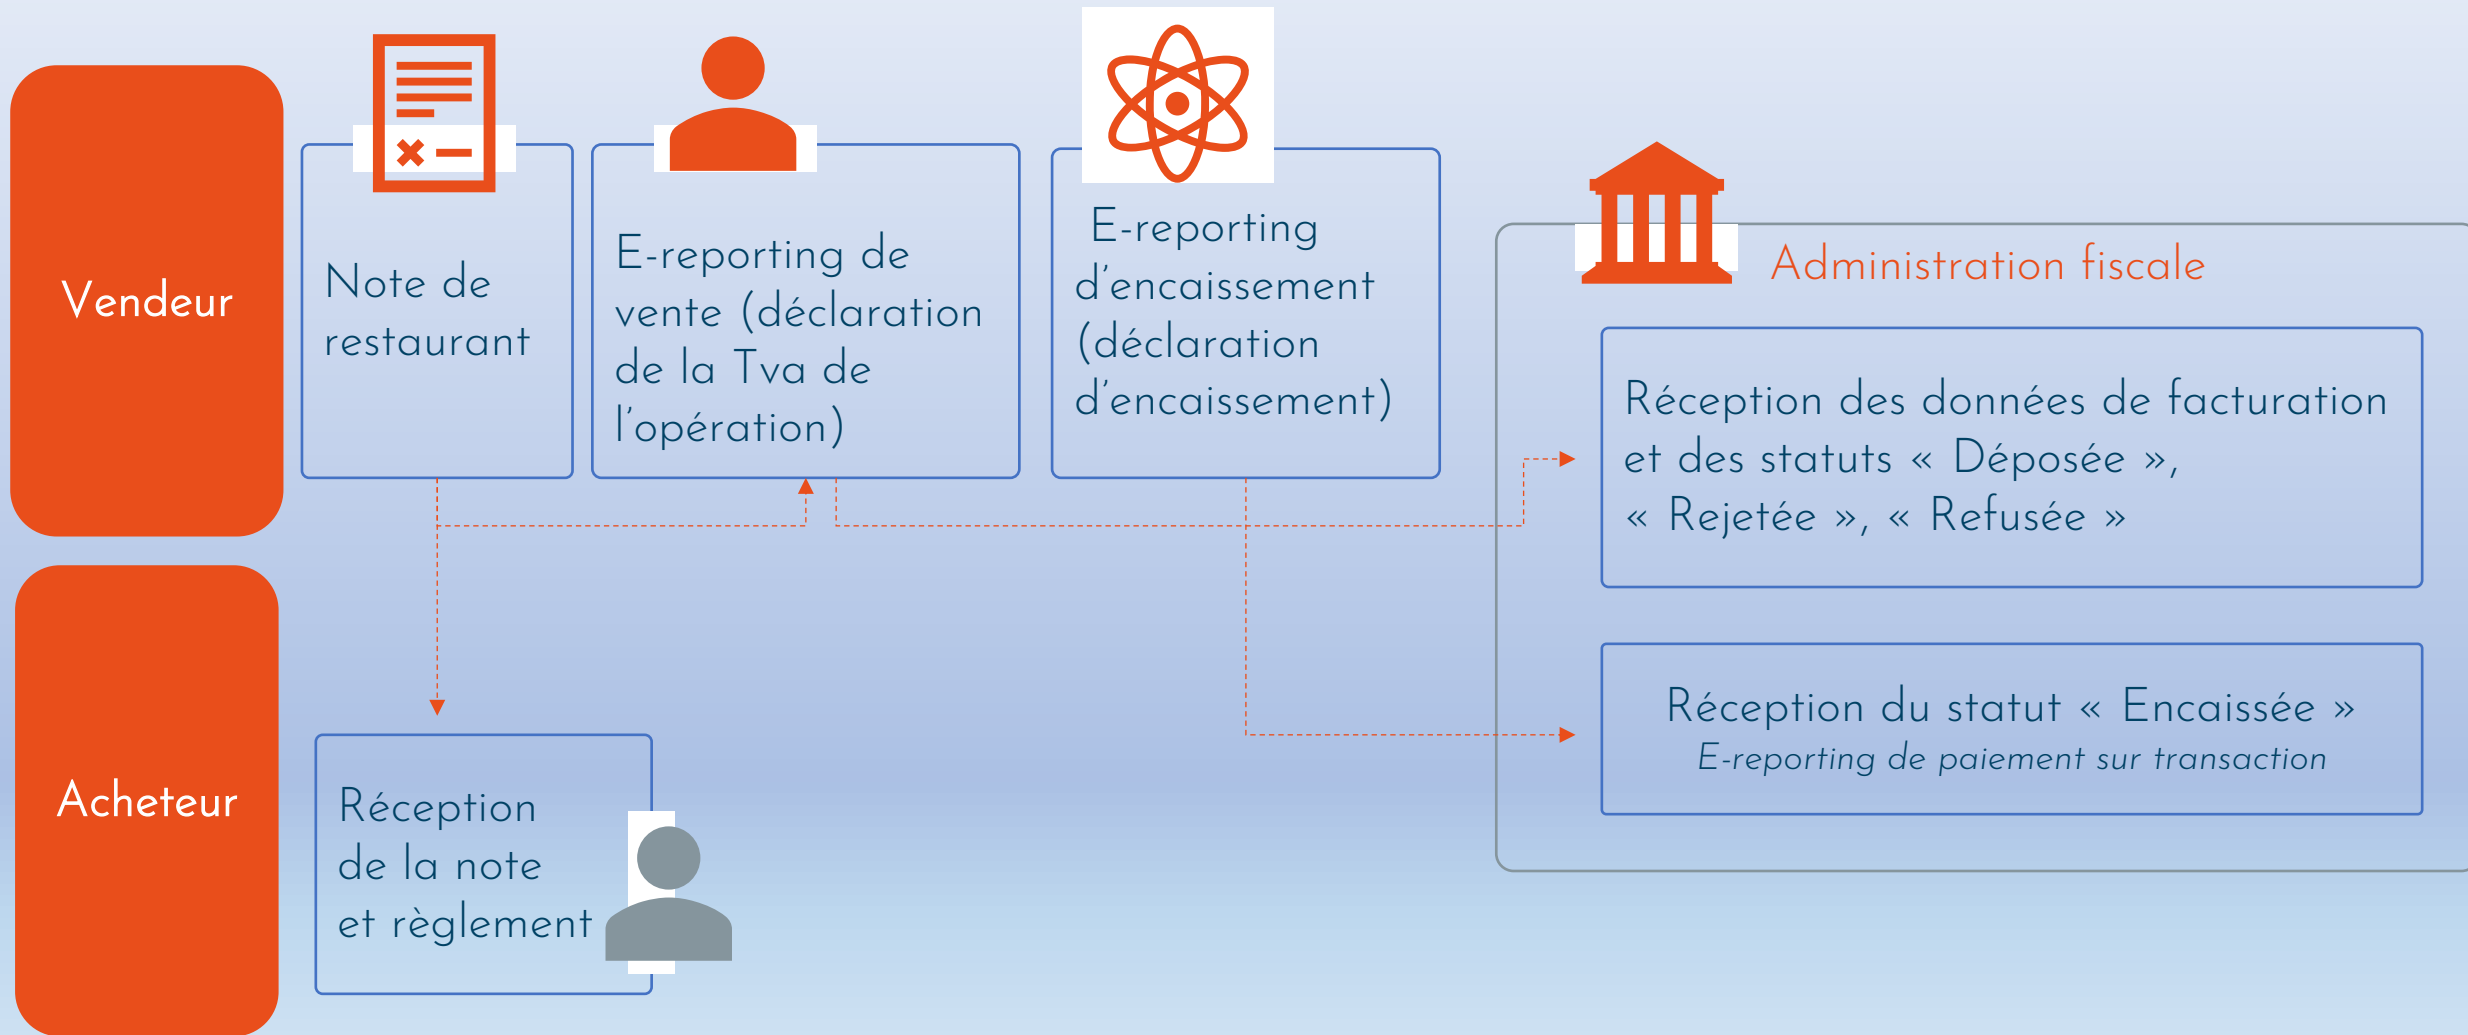 Vendeur
Note de
restaurant
E-reporting de
vente (déclaration
de la Tva de
l’opération)
E-reporting
d’encaissement
(déclaration
d’encaissement)
Administration fiscale
Réception des données de facturation
et des statuts « Déposée »,
« Rejetée », « Refusée »
Réception du statut « Encaissée »
E-reporting de paiement sur transaction
Acheteur
Réception
de la note
et règlement